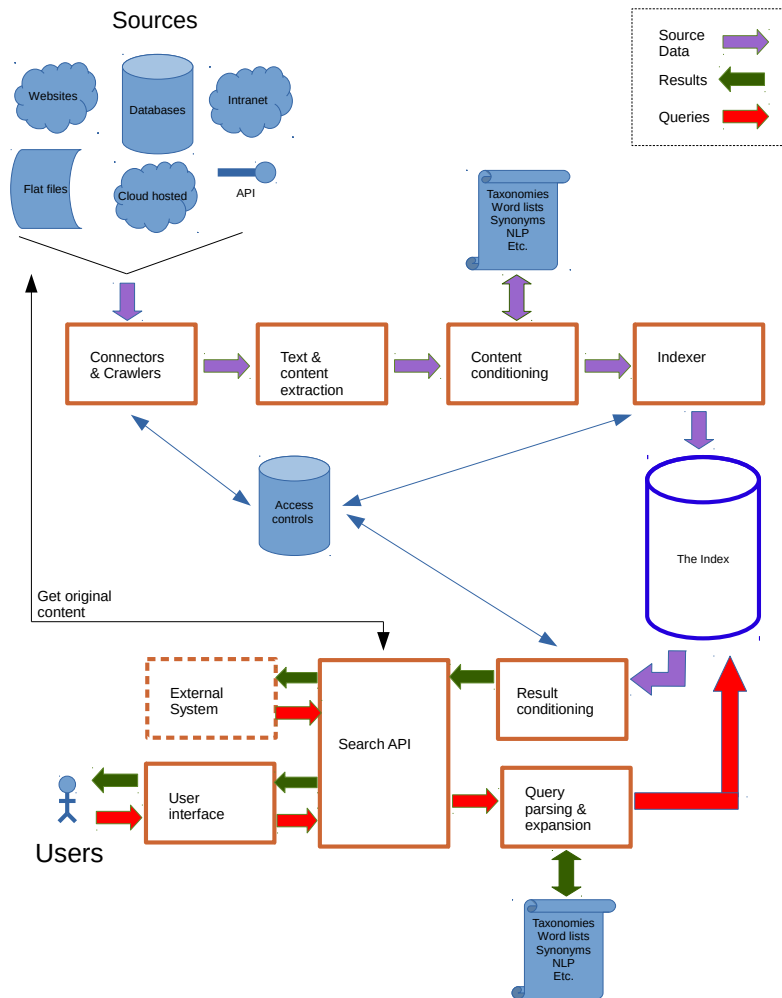 Sources
Source
Data
Results
Queries
Websites
Databases
Intranet
Flat files
Cloud hosted
API
Taxonomies
Word lists
Synonyms
NLP
Etc.
Connectors
& Crawlers
Text &
content
extraction
Content
conditioning
Indexer
Access
controls
The Index
Get original
content
External
System
Search API
Result
conditioning
User
interface
Query
parsing &
expansion
Users
Taxonomies
Word lists
Synonyms
NLP
Etc.